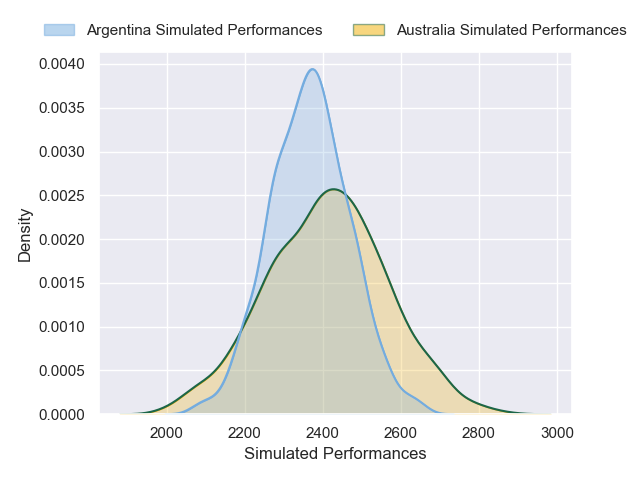 Argentina Simulated Performances Australia Simulated Performances
0.0040
0.0035
0.0030
0.0025
0.0020
0.0015
0.0010
0.0005
0.0000
Density
2000 2200 2400 2600 2800 3000
Simulated Performances